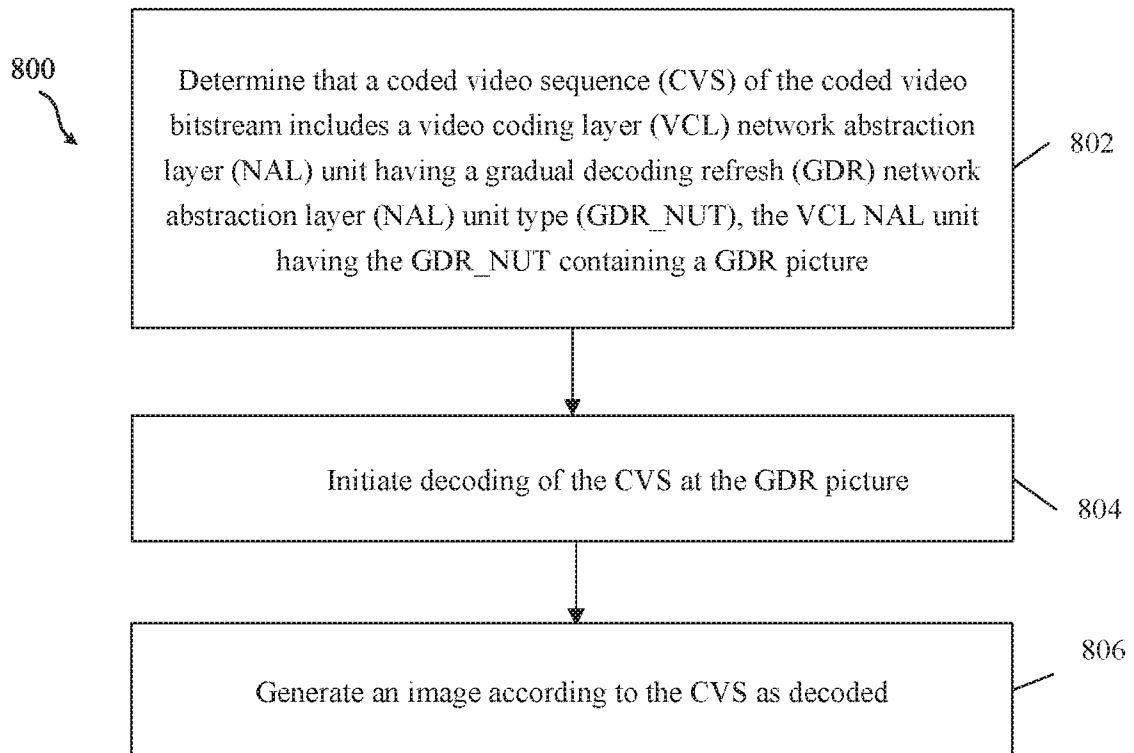 800
Determine that a coded video sequence (CVS) of the coded video
bitstream includes a video coding layer (VCL) network abstraction
layer (NAL) unit having a gradual decoding refresh (GDR) network
abstraction layer (NAL) unit type (GDR_NUT), the VCL NAL unit
having the GDR_NUT containing a GDR picture
802
Initiate decoding of the CVS at the GDR picture
804
Generate an image according to the CVS as decoded
806